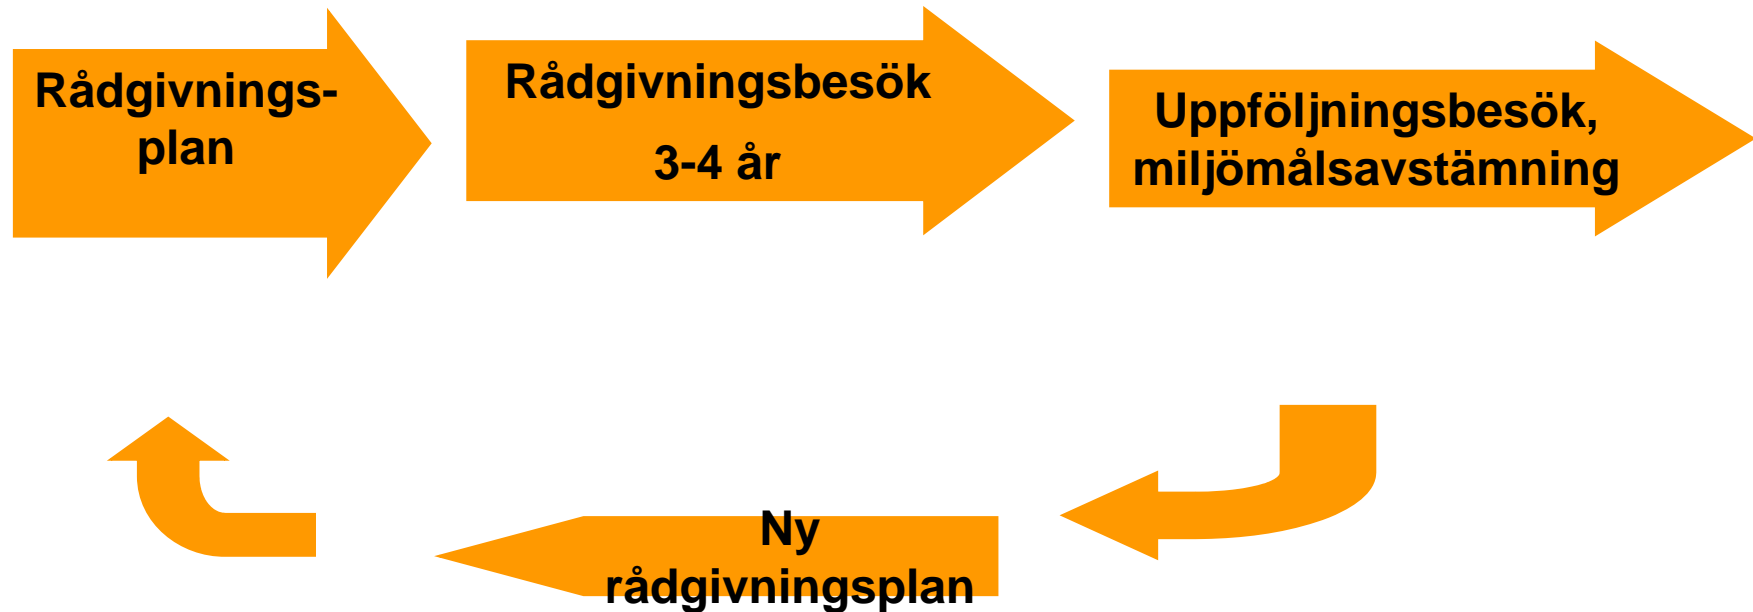 Rådgivnings-
plan
Rådgivningsbesök
3-4 år
Uppföljningsbesök,
miljömålsavstämning
Ny
rådgivningsplan